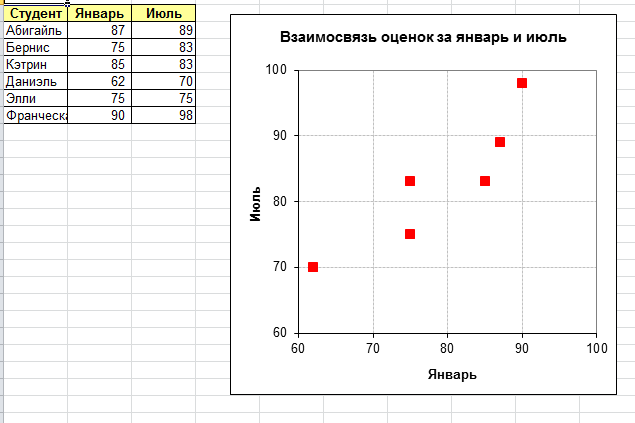 Студент Январь Июль
Абигайль 87 89
Бернис 75 83
Кэтрин 85 83
Даниэль 62 70
Элли 75 75
Франческа 90 98
Взаимосвязь оценок за январь и июль
100
90
80
70
60
Июль
60 70 80 90 100
Январь